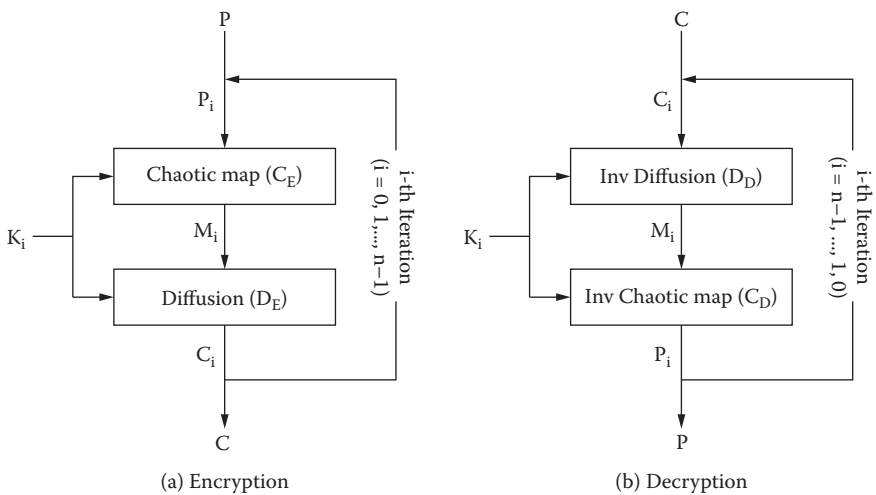 P
P_i
Chaotic map (C_E)
K_i
M_i
Diffusion (D_E)
C_i
C
i-th Iteration
(i = 0, 1,..., n−1)
(a) Encryption
C
C_i
Inv Diffusion (D_D)
K_i
M_i
Inv Chaotic map (C_D)
P_i
P
i-th Iteration
(i = n−1, ..., 1, 0)
(b) Decryption